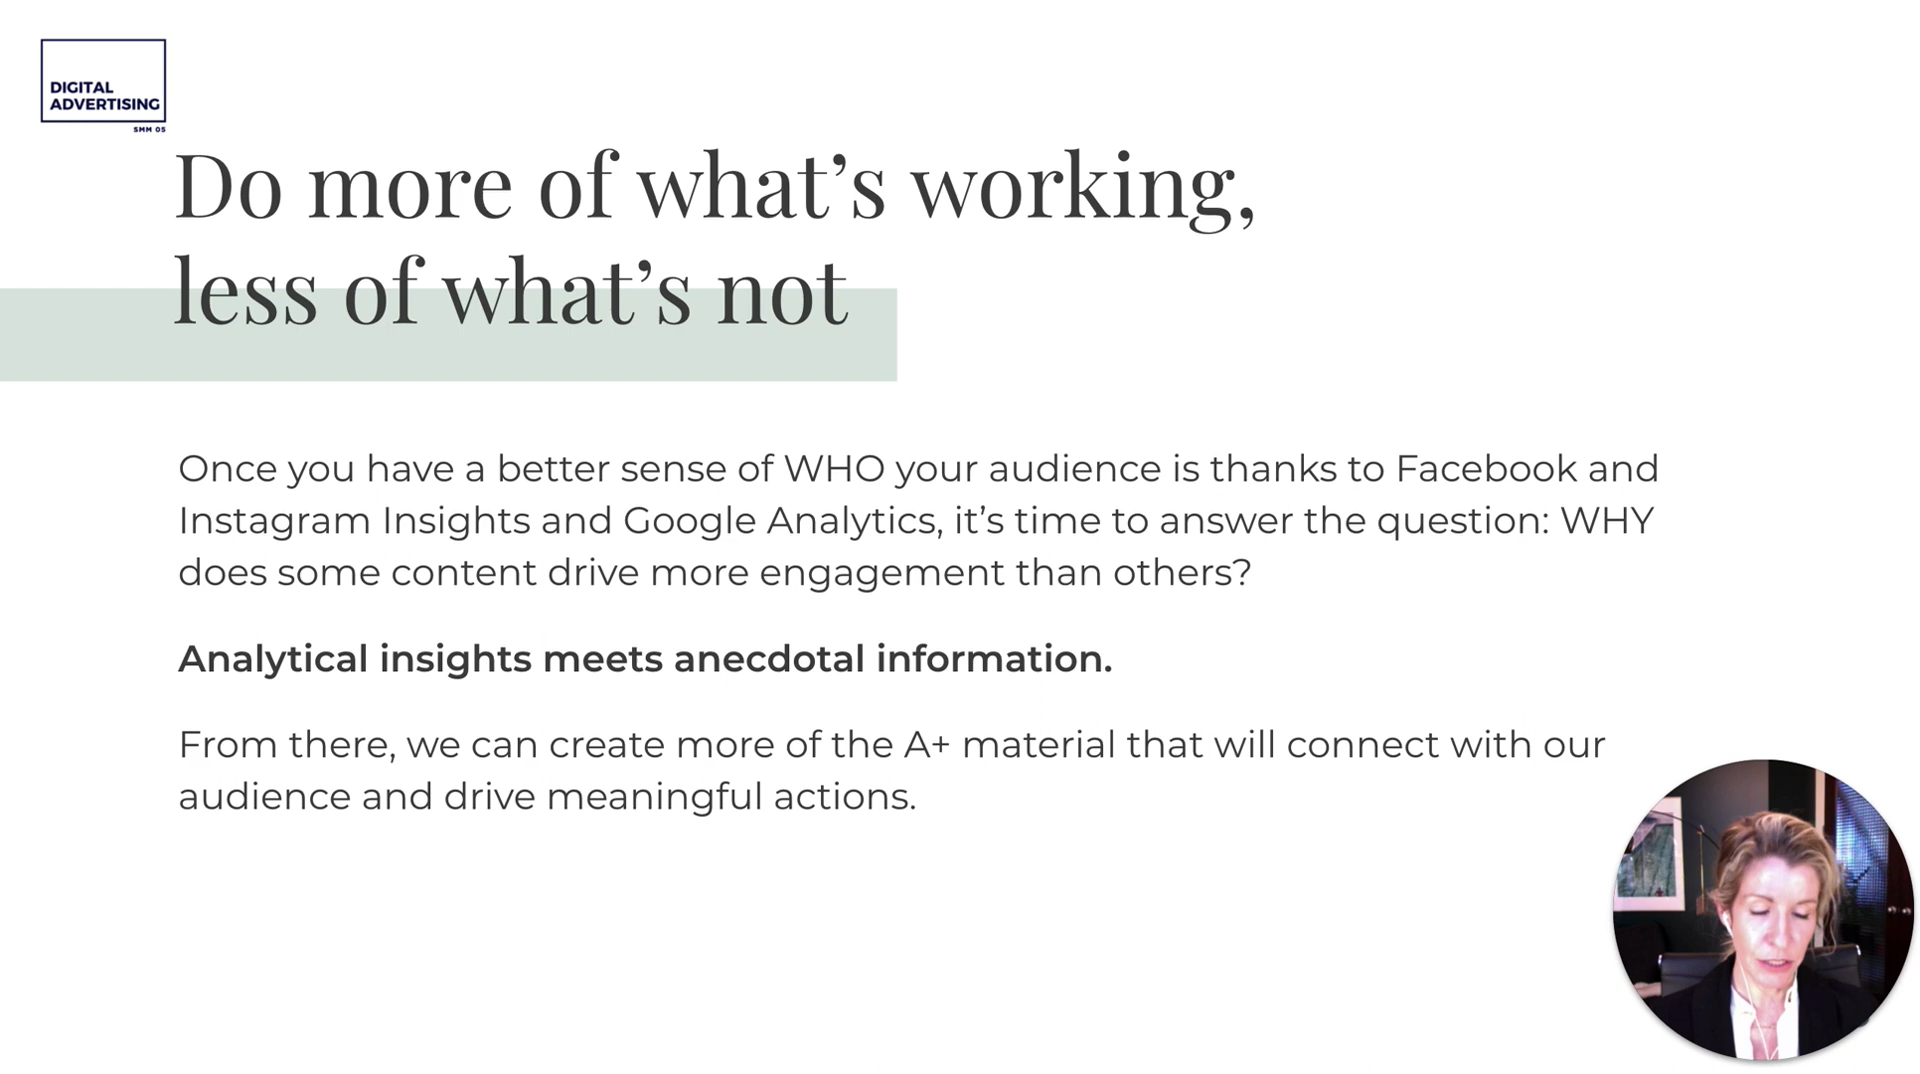 DIGITAL
ADVERTISING
SMM 05
Do more of what’s working,
less of what’s not
Once you have a better sense of WHO your audience is thanks to Facebook and
Instagram Insights and Google Analytics, it’s time to answer the question: WHY
does some content drive more engagement than others?
Analytical insights meets anecdotal information.
From there, we can create more of the A+ material that will connect with our
audience and drive meaningful actions.